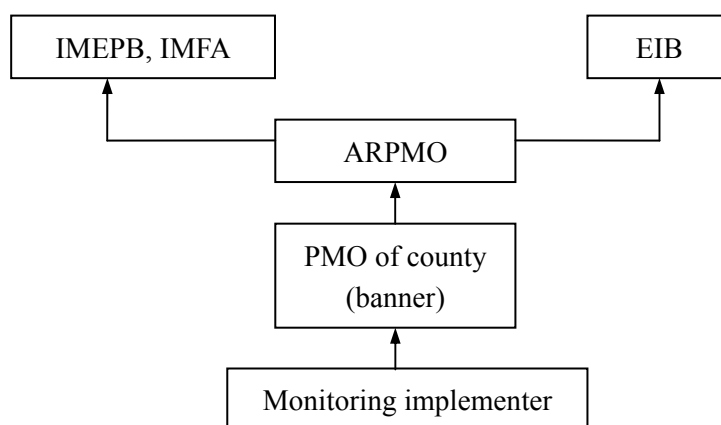 IMEPB, IMFA
EIB
ARPMO
PMO of county
(banner)
Monitoring implementer